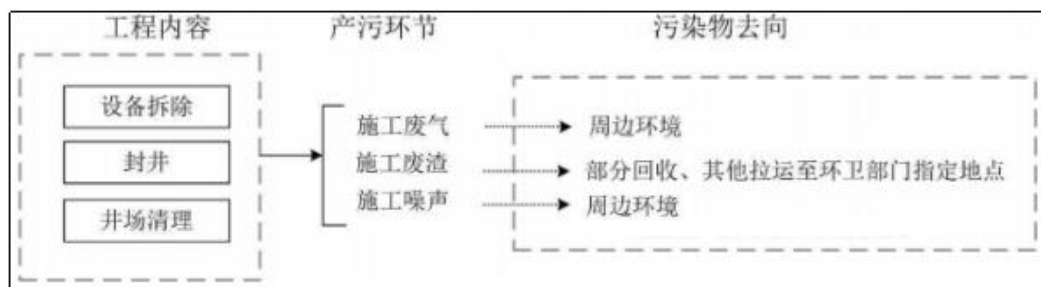 工程内容 产污环节 污染物去向
设备拆除
封井
井场清理
施工废气 周边环境
施工废渣 部分回收、其他拉运至环卫部门指定地点
施工噪声 周边环境